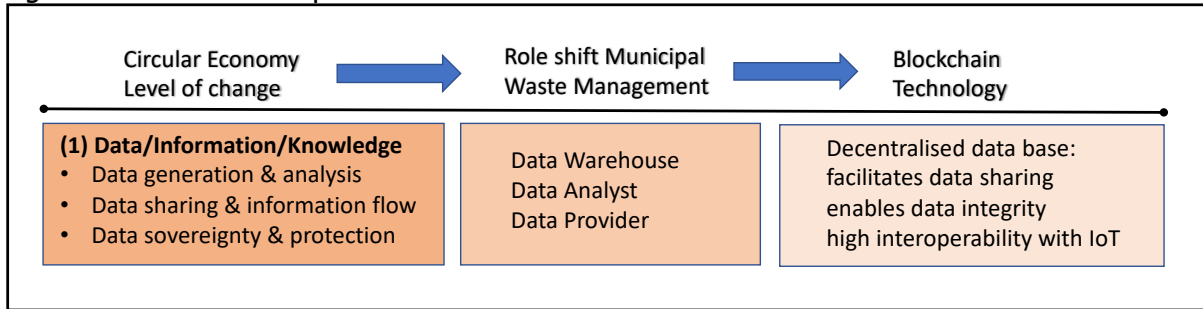 Circular Economy
Level of change
Role shift Municipal
Waste Management
Blockchain
Technology
(1) Data/Information/Knowledge
• Data generation & analysis
• Data sharing & information flow
• Data sovereignty & protection
Data Warehouse
Data Analyst
Data Provider
Decentralised data base:
facilitates data sharing
enables data integrity
high interoperability with IoT